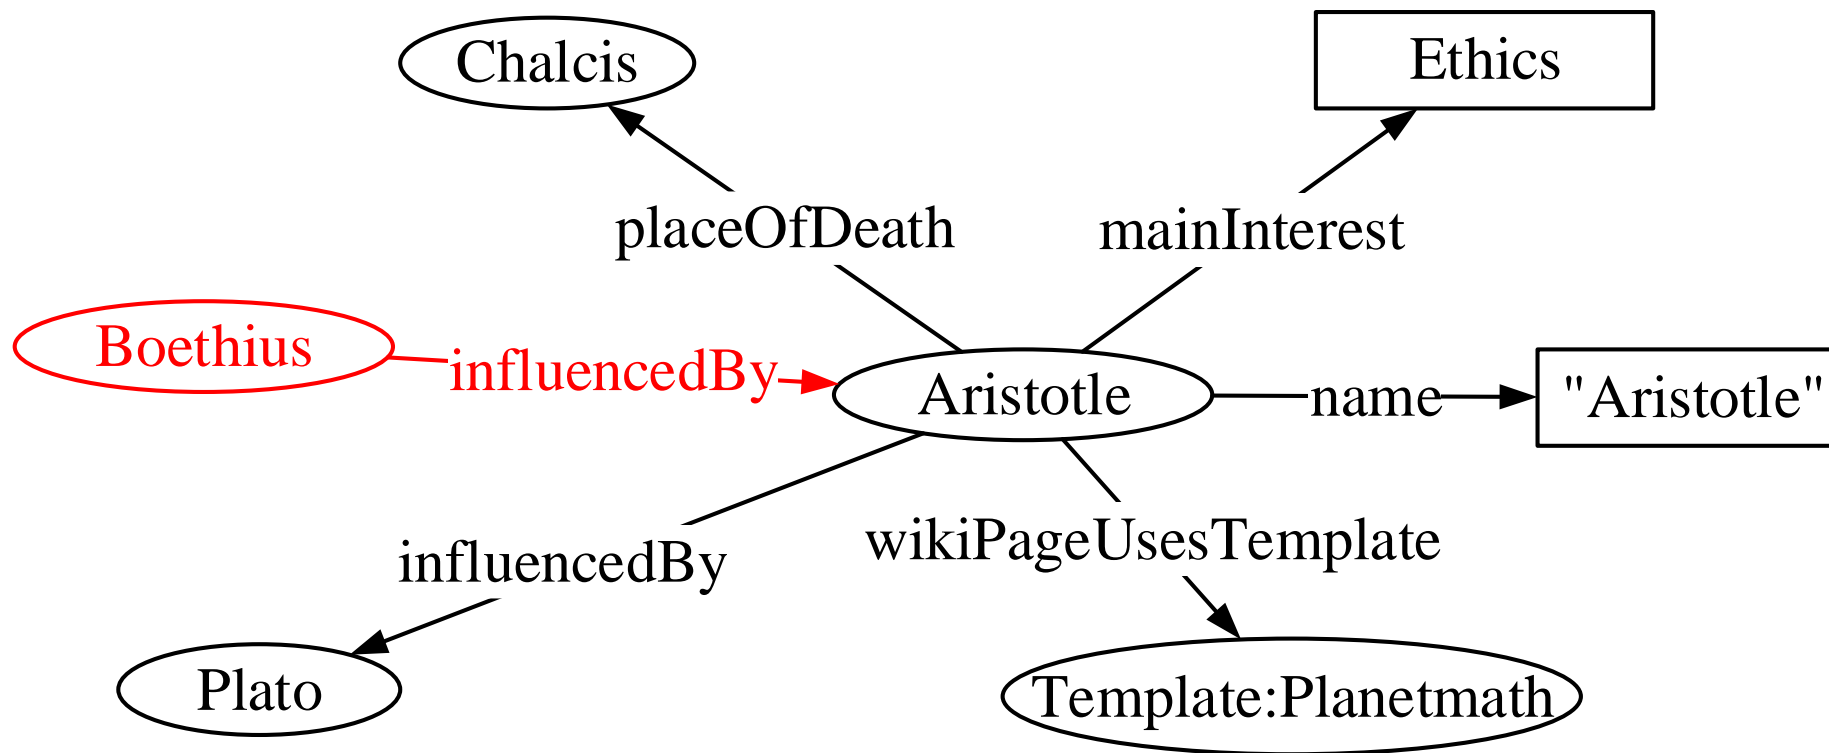 Chalcis
Ethics
placeOfDeath
mainInterest
Boethius
influencedBy
Aristotle
name
"Aristotle"
influencedBy
wikiPageUsesTemplate
Plato
Template:Planetmath